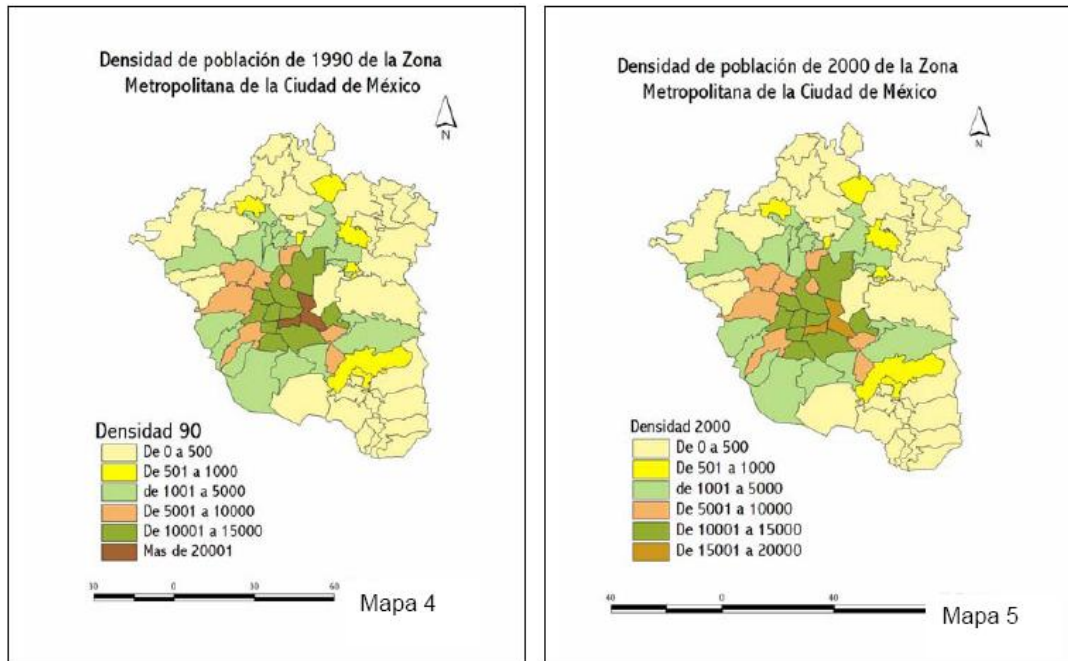 Densidad de población de 1990 de la Zona
Metropolitana de la Ciudad de México
N
Densidad 90
De 0 a 500
De 501 a 1000
de 1001 a 5000
De 5001 a 10000
De 10001 a 15000
Mas de 20001
30 0 30 60
Mapa 4
Densidad de población de 2000 de la Zona
Metropolitana de la Ciudad de México
N
Densidad 2000
De 0 a 500
De 501 a 1000
de 1001 a 5000
De 5001 a 10000
De 10001 a 15000
De 15001 a 20000
40 0 40
Mapa 5